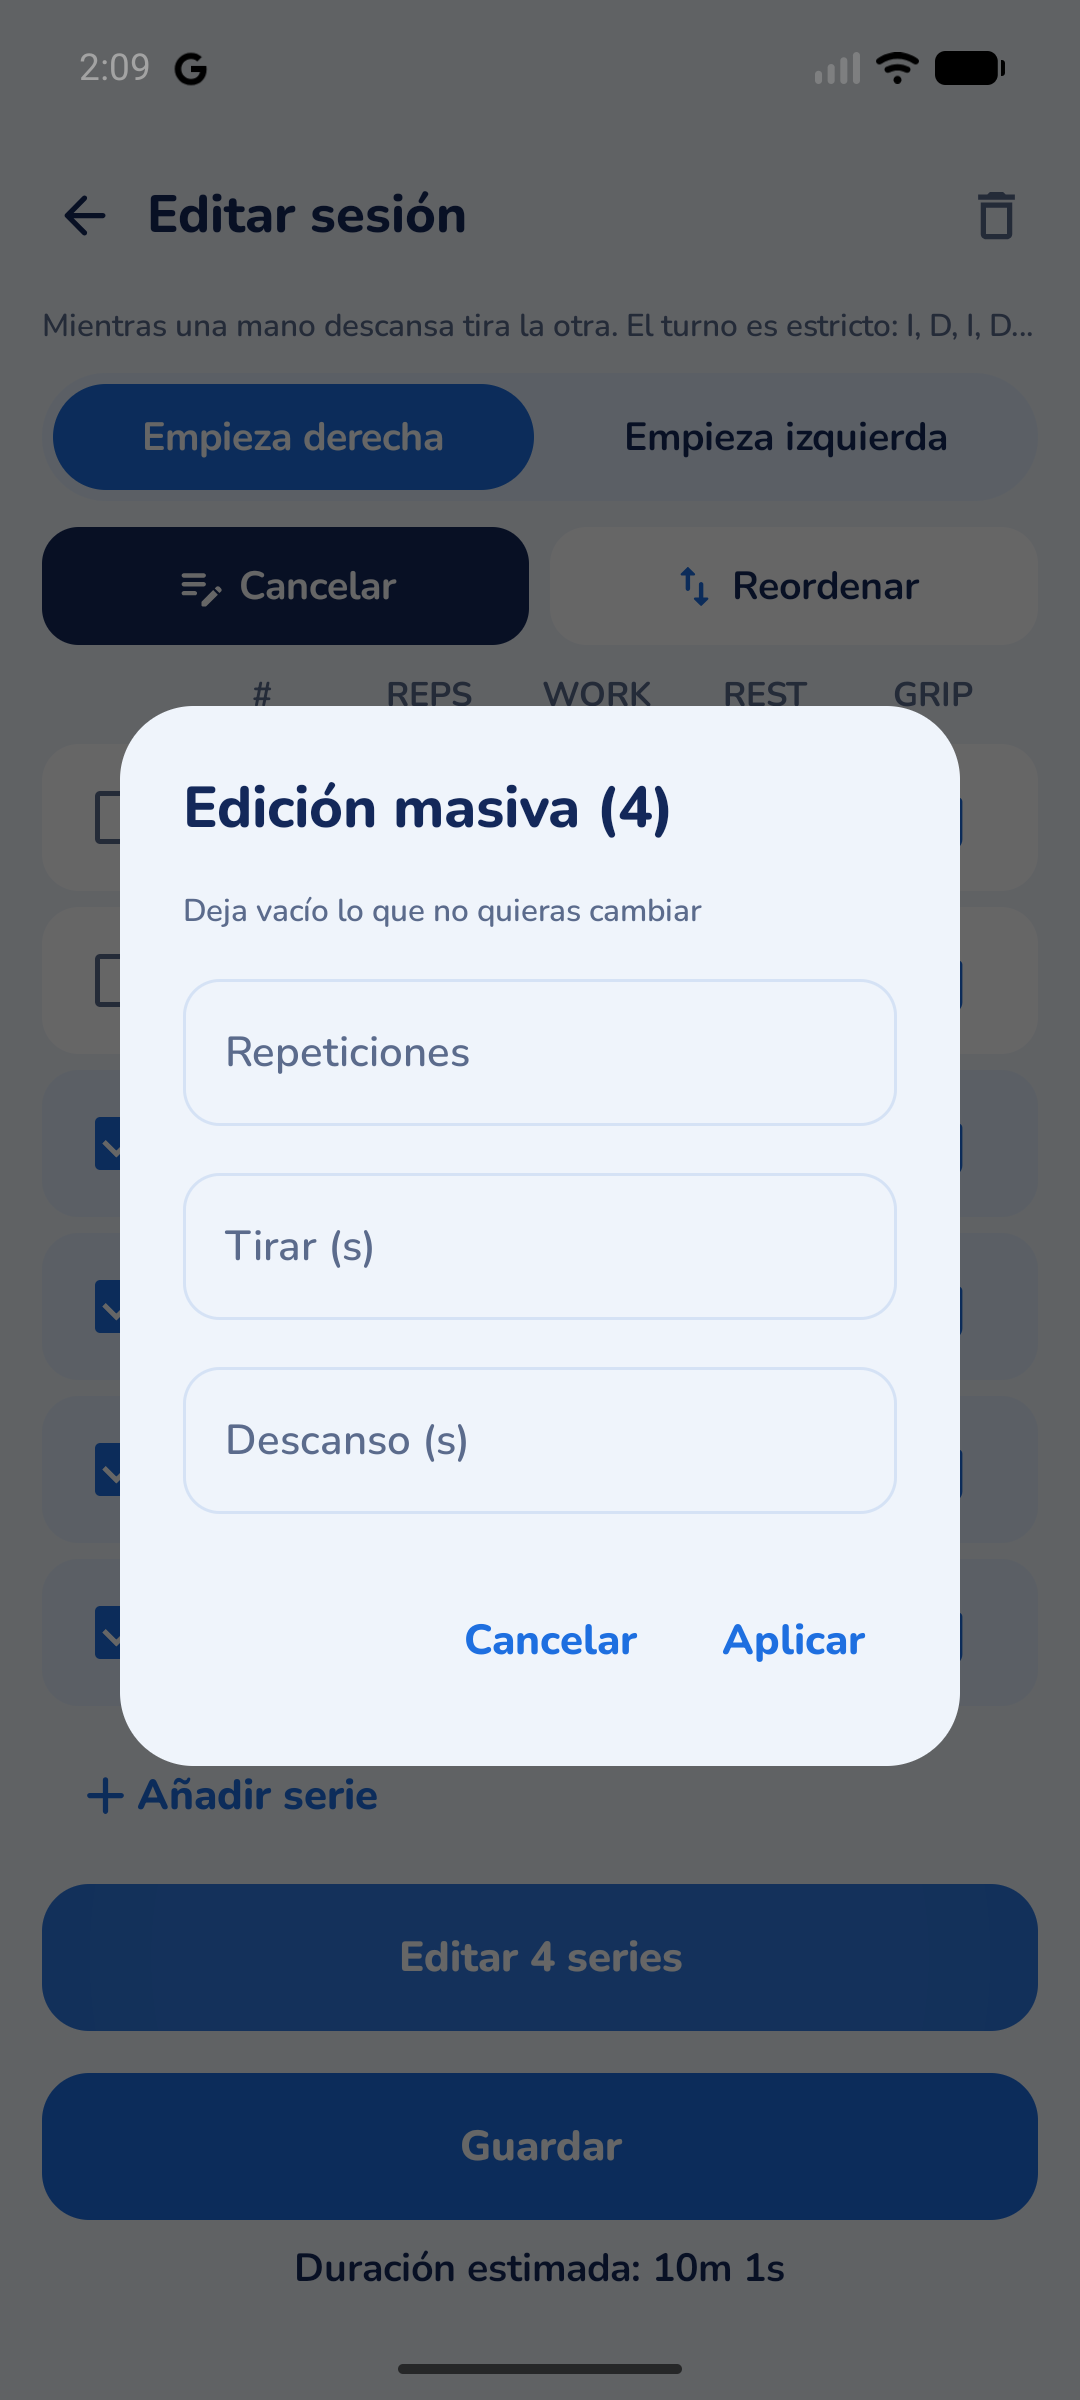 2:09
Editar sesión
Mientras una mano descansa tira la otra. El turno es estricto: I, D, I, D...
Empieza derecha
Empieza izquierda
Cancelar
Reordenar
# REPS WORK REST GRIP
Edición masiva (4)
Deja vacío lo que no quieras cambiar
Repeticiones
Tirar (s)
Descanso (s)
Cancelar
Aplicar
+ Añadir serie
Editar 4 series
Guardar
Duración estimada: 10m 1s